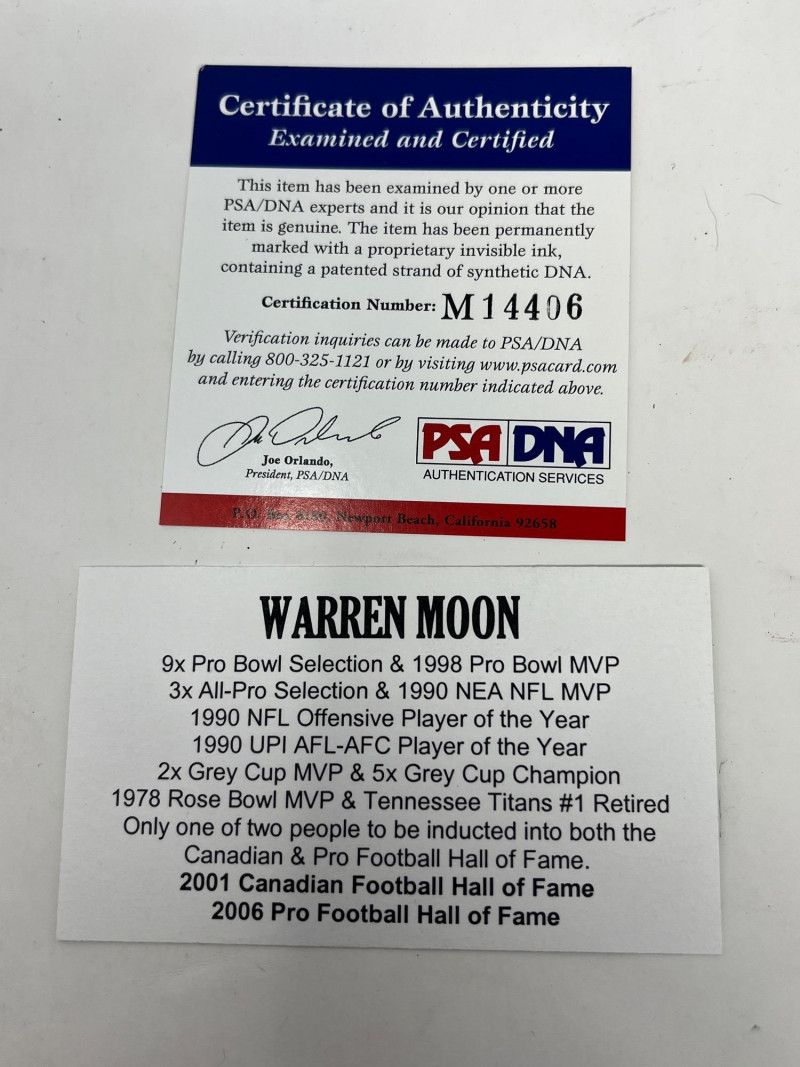 Certificate of Authenticity
Examined and Certified
This item has been examined by one or more
PSA/DNA experts and it is our opinion that the
item is genuine. The item has been permanently
marked with a proprietary invisible ink,
containing a patented strand of synthetic DNA.
Certification Number: M14406
Verification inquiries can be made to PSA/DNA
by calling 800-325-1121 or by visiting www.psacard.com
and entering the certification number indicated above.
Joe Orlando,
President, PSA/DNA
PSA DNA
AUTHENTICATION SERVICES
P.O. Box Newport Beach, California 92658
WARREN MOON
9x Pro Bowl Selection & 1998 Pro Bowl MVP
3x All-Pro Selection & 1990 NEA NFL MVP
1990 NFL Offensive Player of the Year
1990 UPI AFL-AFC Player of the Year
2x Grey Cup MVP & 5x Grey Cup Champion
1978 Rose Bowl MVP & Tennessee Titans #1 Retired
Only one of two people to be inducted into both the
Canadian & Pro Football Hall of Fame.
2001 Canadian Football Hall of Fame
2006 Pro Football Hall of Fame